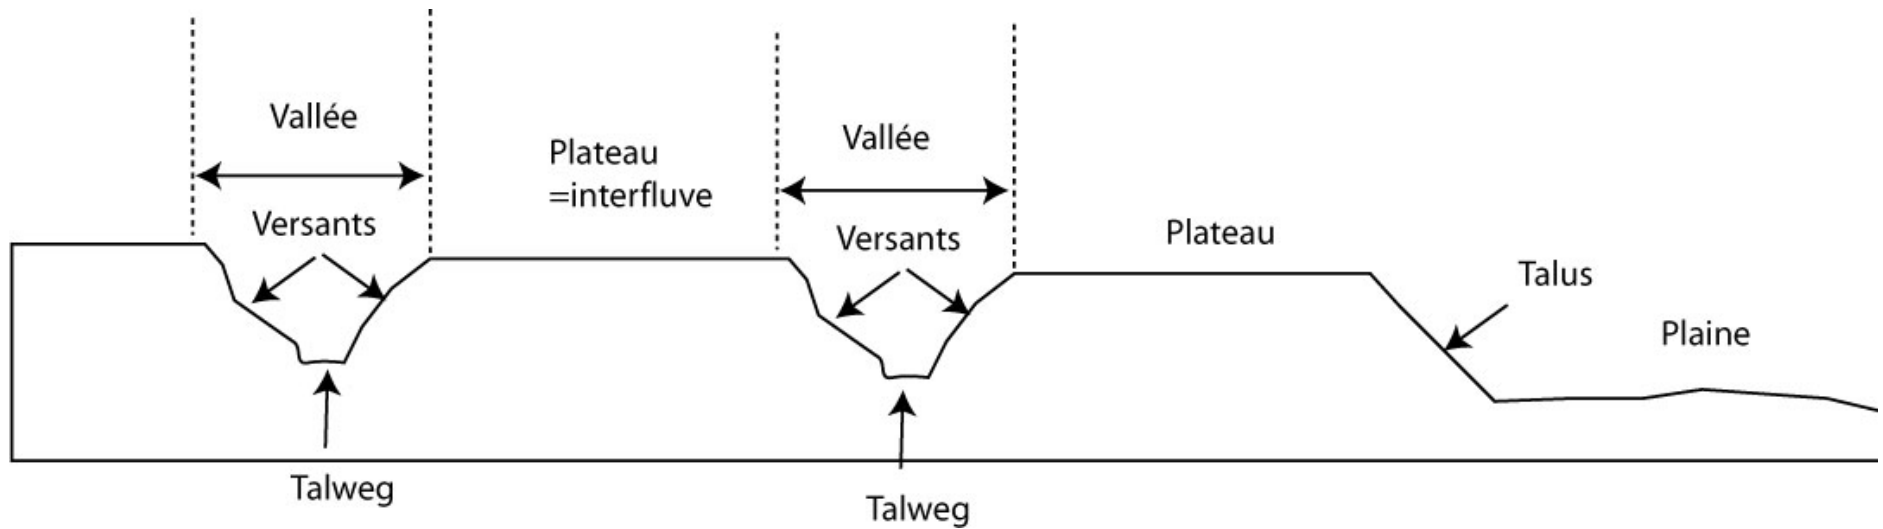 Vallée
Vallée
Plateau
=interfluve
Versants
Versants
Plateau
Talus
Plaine
Talweg
Talweg